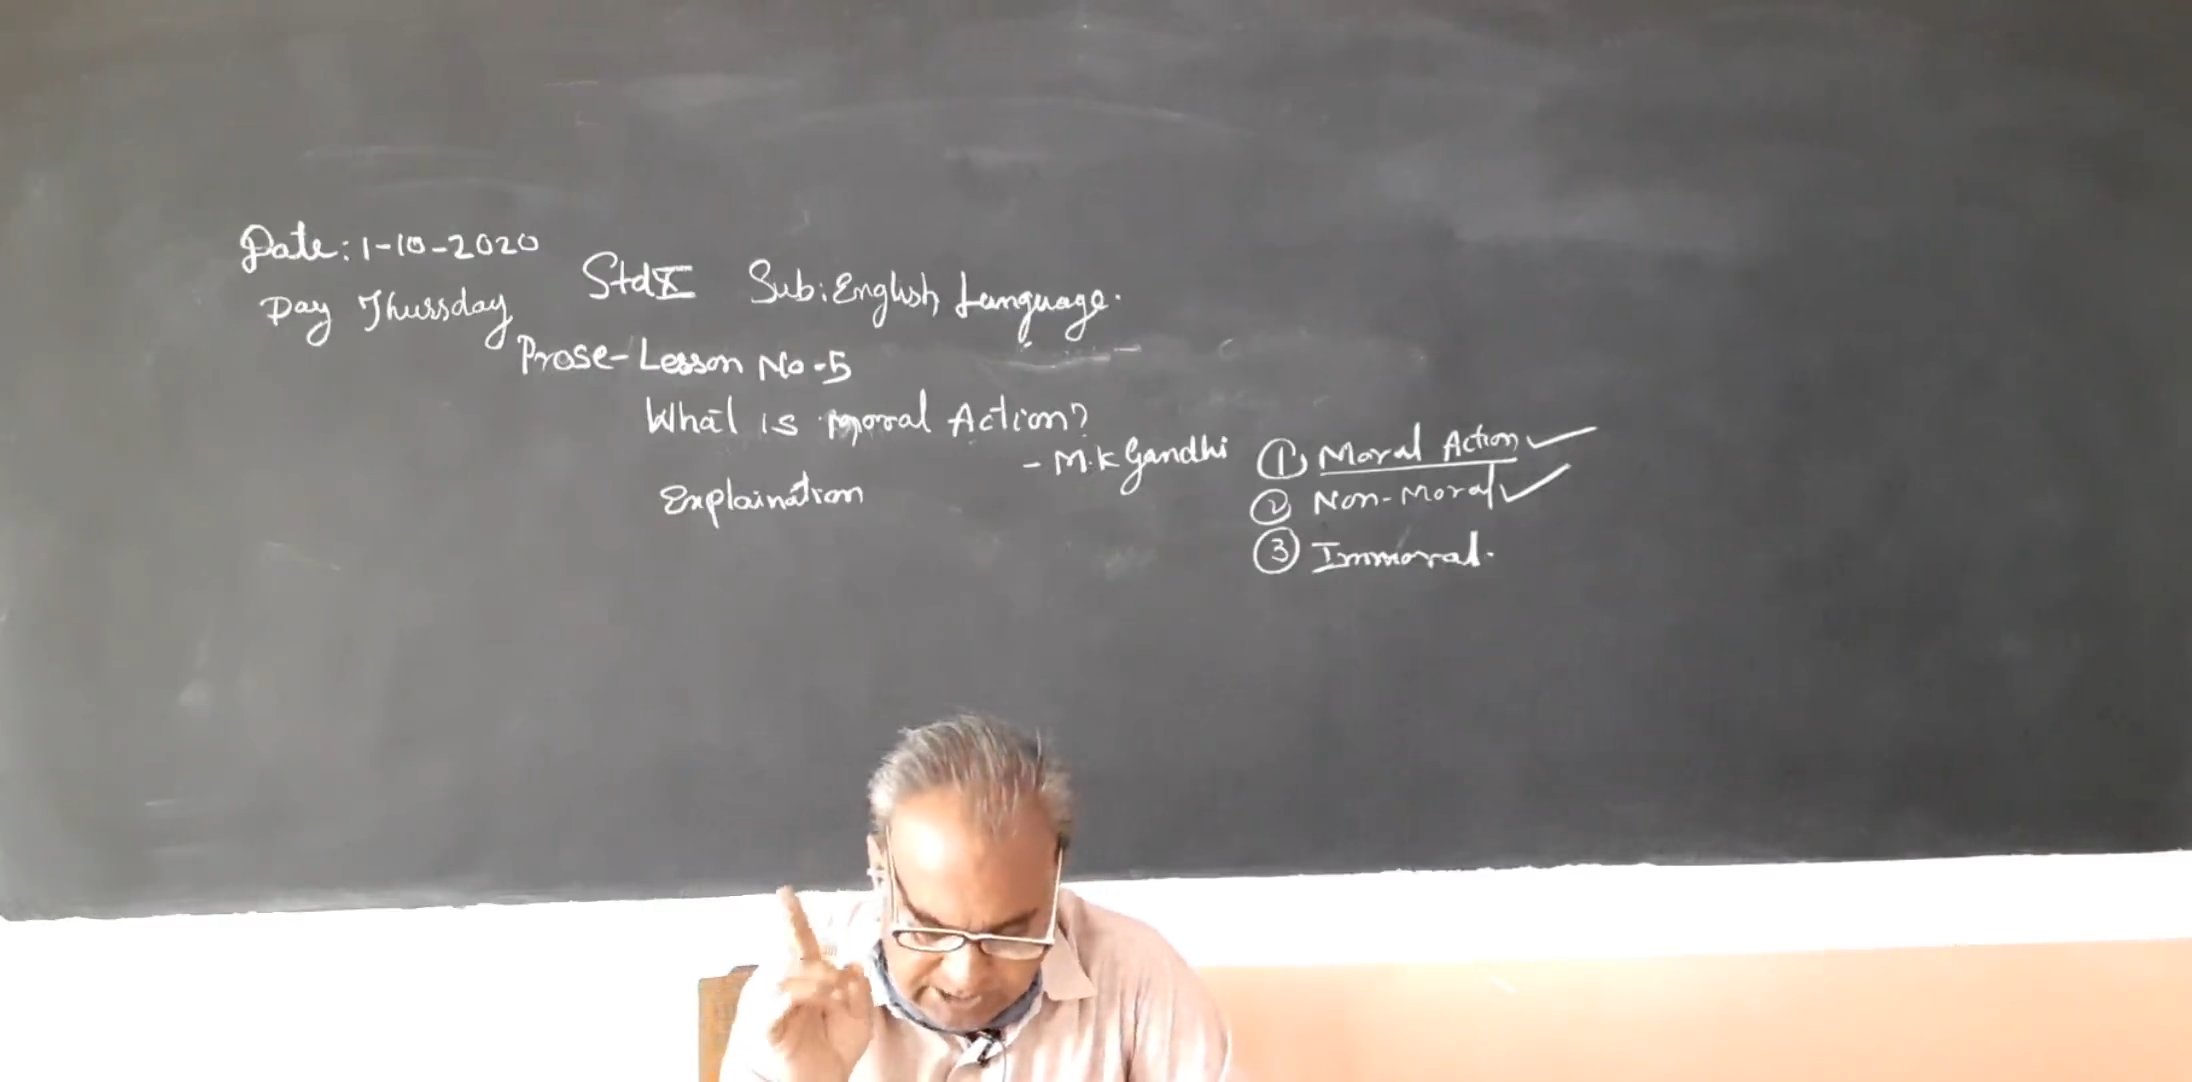 Date: 1-10-2020
Day Thursday
Std X Sub: English Language.
Prose-Lesson No-5
What is moral Action?
- M.K Gandhi
Explaination
① Moral Action ✓
② Non-Moral ✓
③ Immoral.